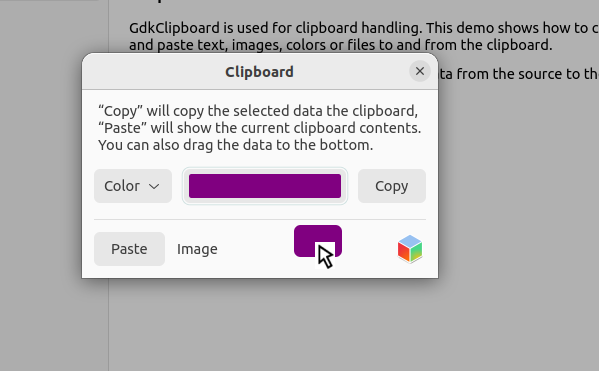 GdkClipboard is used for clipboard handling. This demo shows how to c
and paste text, images, colors or files to and from the clipboard.
ta from the source to th
Clipboard
“Copy” will copy the selected data the clipboard,
“Paste” will show the current clipboard contents.
You can also drag the data to the bottom.
Color
Copy
Paste
Image